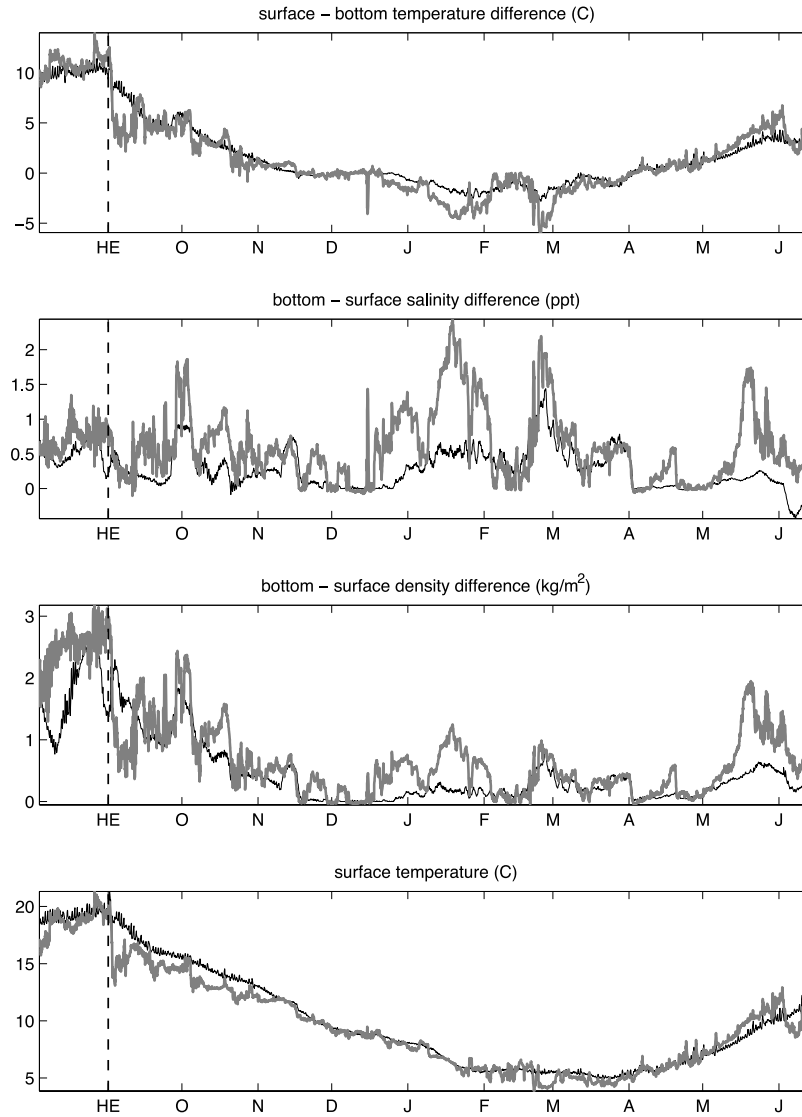 surface − bottom temperature difference (C)
10
5
0
−5
HE O N D J F M A M J
bottom − surface salinity difference (ppt)
2
1.5
1
0.5
0
HE O N D J F M A M J
bottom − surface density difference (kg/m²)
3
2
1
0
HE O N D J F M A M J
surface temperature (C)
20
15
10
5
HE O N D J F M A M J